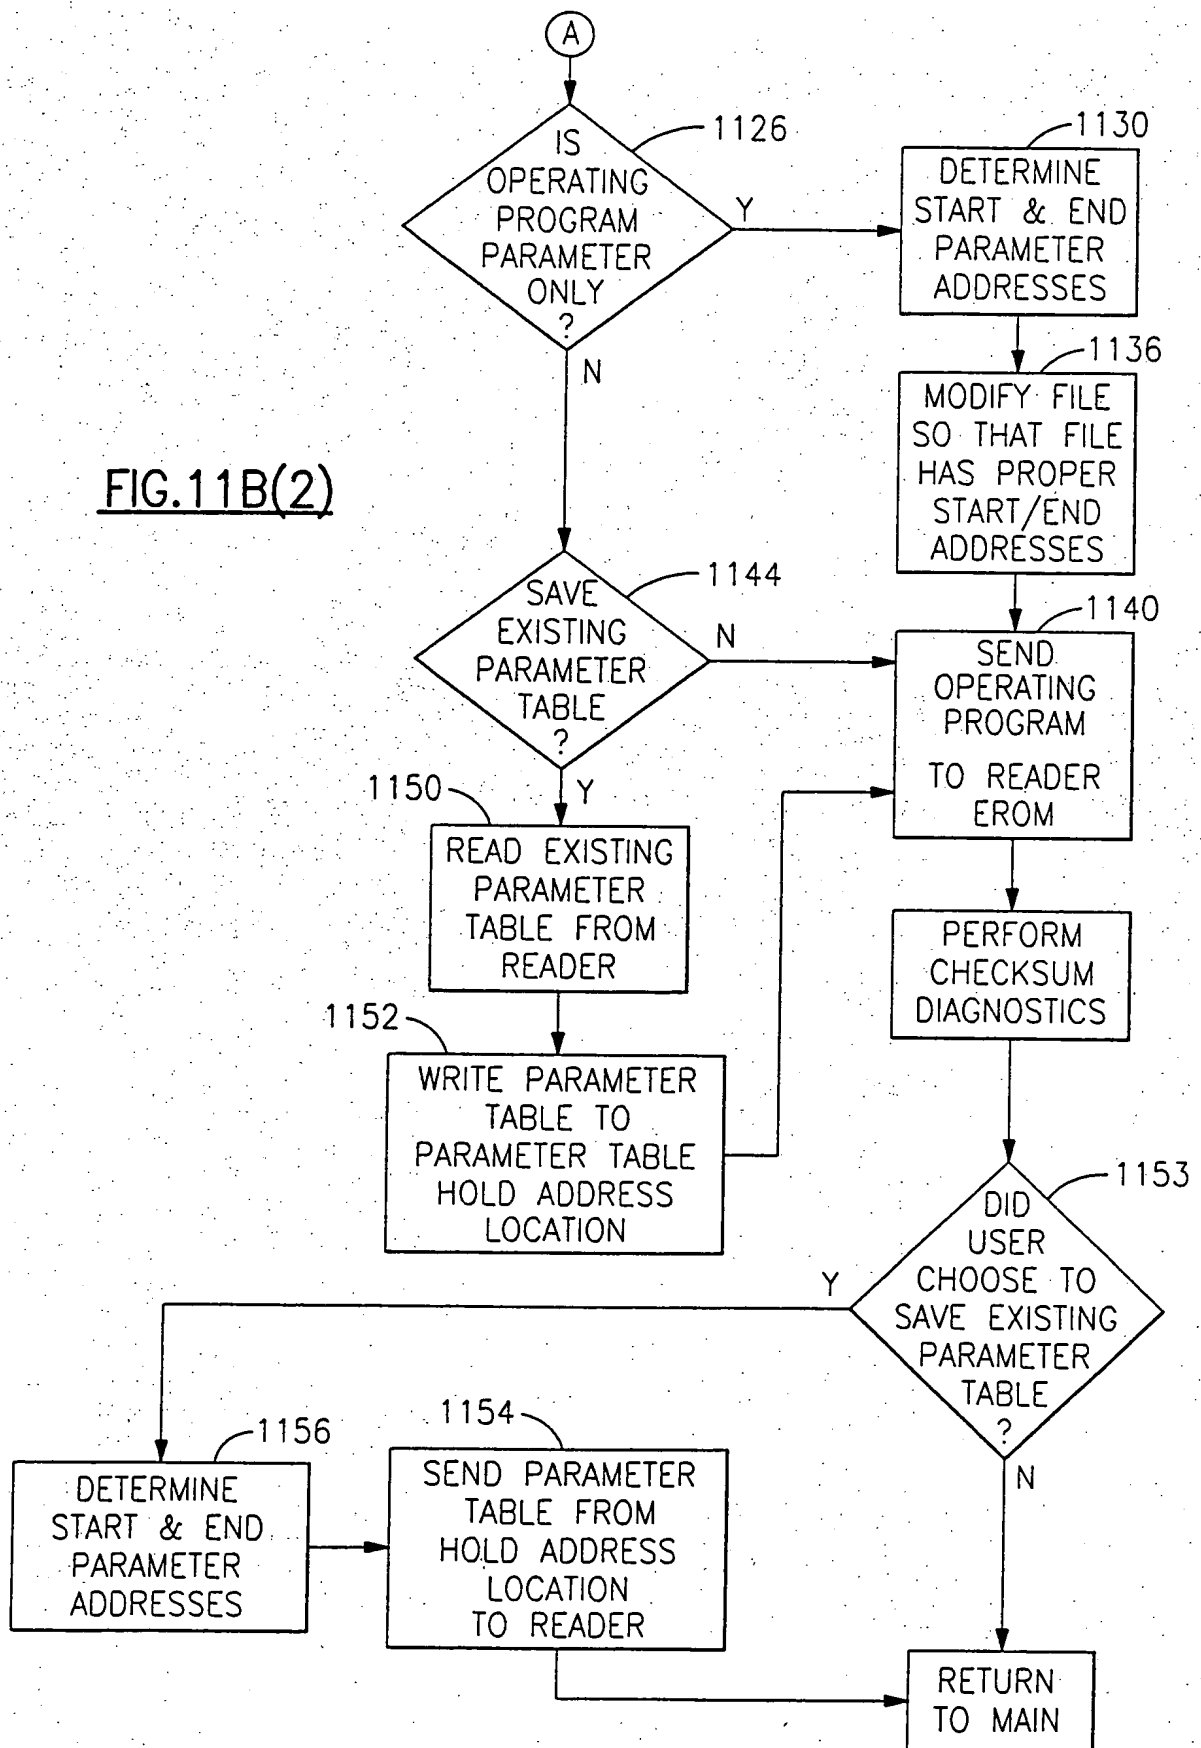 A
IS
OPERATING
PROGRAM
PARAMETER
ONLY
?
1126
Y
N
1130
DETERMINE
START & END
PARAMETER
ADDRESSES
1136
MODIFY FILE
SO THAT FILE
HAS PROPER
START/END
ADDRESSES
FIG.11B(2)
SAVE
EXISTING
PARAMETER
TABLE
?
1144
N
Y
1140
SEND
OPERATING
PROGRAM
TO READER
EROM
1150
READ EXISTING
PARAMETER
TABLE FROM
READER
PERFORM
CHECKSUM
DIAGNOSTICS
1152
WRITE PARAMETER
TABLE TO
PARAMETER TABLE
HOLD ADDRESS
LOCATION
1153
DID
USER
CHOOSE TO
SAVE EXISTING
PARAMETER
TABLE
?
Y
N
1156
DETERMINE
START & END
PARAMETER
ADDRESSES
1154
SEND PARAMETER
TABLE FROM
HOLD ADDRESS
LOCATION
TO READER
RETURN
TO MAIN